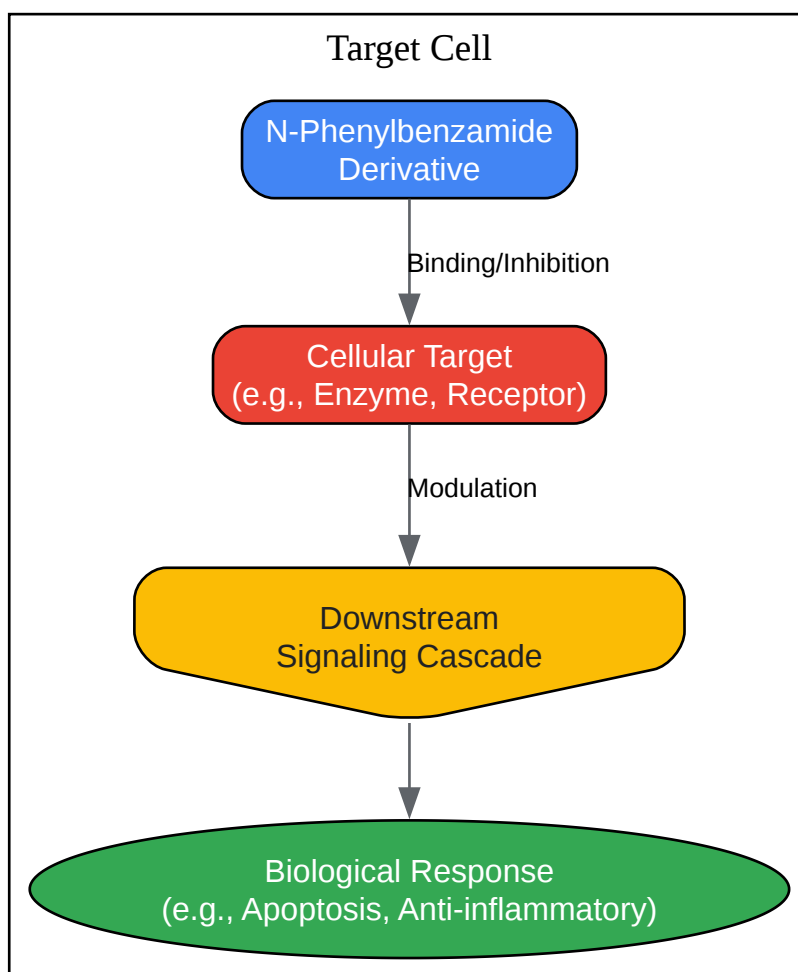 Target Cell
N-Phenylbenzamide
Derivative
Binding/Inhibition
Cellular Target
(e.g., Enzyme, Receptor)
Modulation
Downstream
Signaling Cascade
Biological Response
(e.g., Apoptosis, Anti-inflammatory)